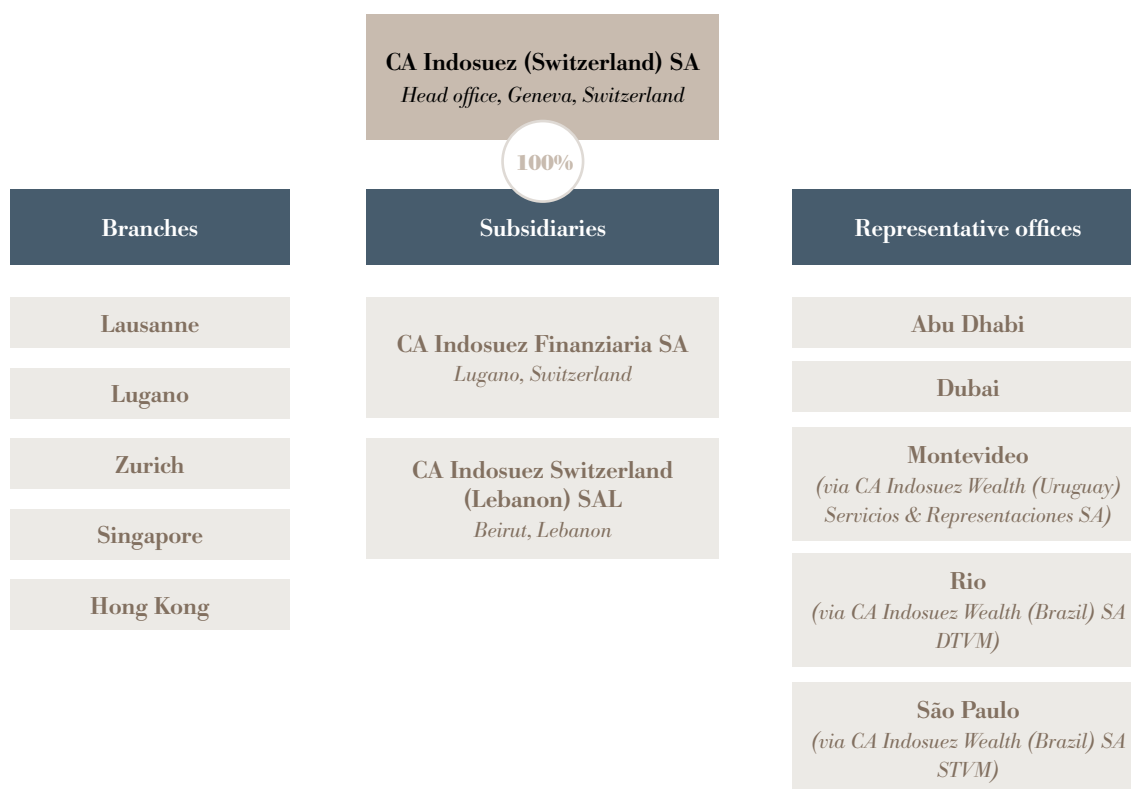 CA Indosuez (Switzerland) SA
Head office, Geneva, Switzerland
100%
Branches
Lausanne
Lugano
Zurich
Singapore
Hong Kong
Subsidiaries
CA Indosuez Finanziaria SA
Lugano, Switzerland
CA Indosuez Switzerland
(Lebanon) SAL
Beirut, Lebanon
Representative offices
Abu Dhabi
Dubai
Montevideo
(via CA Indosuez Wealth (Uruguay)
Servicios & Representaciones SA)
Rio
(via CA Indosuez Wealth (Brazil) SA
DTVM)
São Paulo
(via CA Indosuez Wealth (Brazil) SA
STVM)